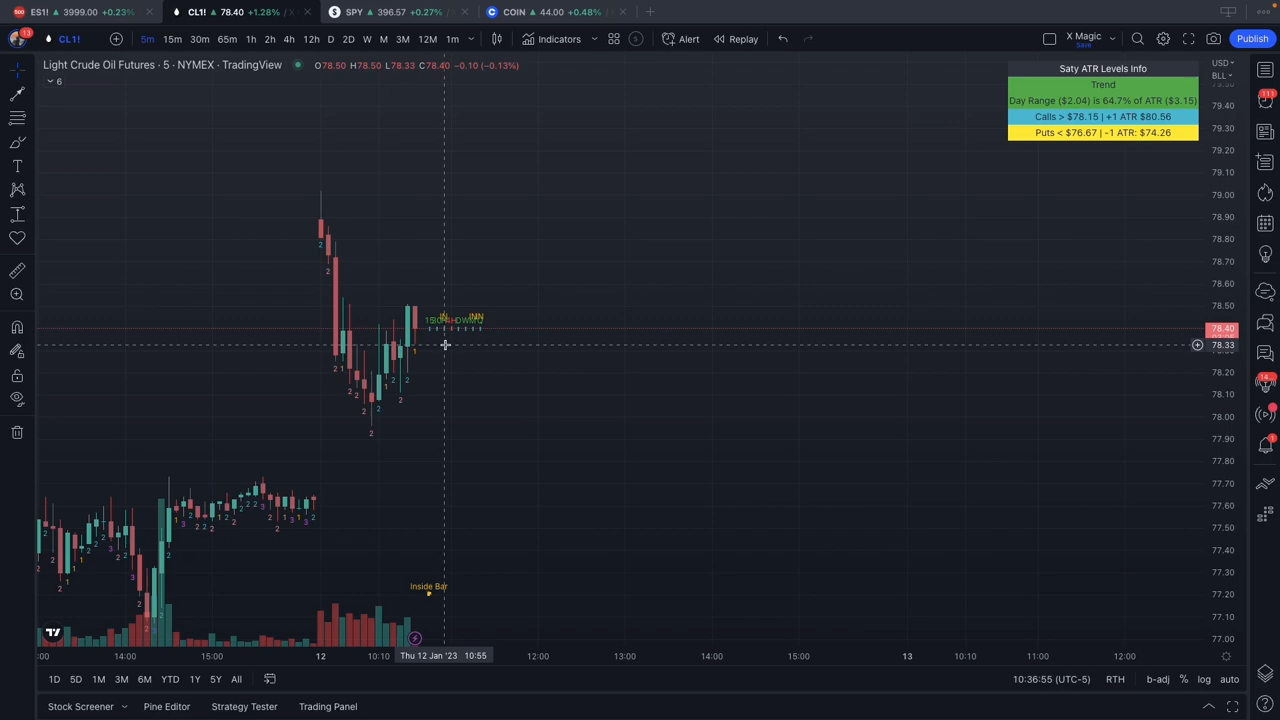 ES1! 3999.00 +0.23%
CL1! 78.40 +1.28%
SPY 396.57 +0.27%
COIN 44.00 +0.48%
13
CL1!
5m 15m 30m 65m 1h 2h 4h 12h D 2D W M 3M 12M 1m
Indicators
Alert
Replay
X Magic
Save
Publish
Light Crude Oil Futures · 5 · NYMEX · TradingView
O78.50 H78.50 L78.33 C78.40 −0.10 (−0.13%)
6
Saty ATR Levels Info
Trend
Day Range ($2.04) is 64.7% of ATR ($3.15)
Calls > $78.15 | +1 ATR $80.56
Puts < $76.67 | -1 ATR: $74.26
USD
BLL
79.40
79.30
79.20
79.10
79.00
78.90
78.80
78.70
78.60
78.50
78.40
78.33
78.20
78.10
78.00
77.90
77.80
77.70
77.60
77.50
77.40
77.30
77.20
77.10
77.00
111
Inside Bar
:00 14:00 15:00 12 10:10 Thu 12 Jan '23 10:55 12:00 13:00 14:00 15:00 13 10:10 11:00 12:00
1D 5D 1M 3M 6M YTD 1Y 5Y All
10:36:55 (UTC-5) RTH b-adj % log auto
Stock Screener Pine Editor Strategy Tester Trading Panel